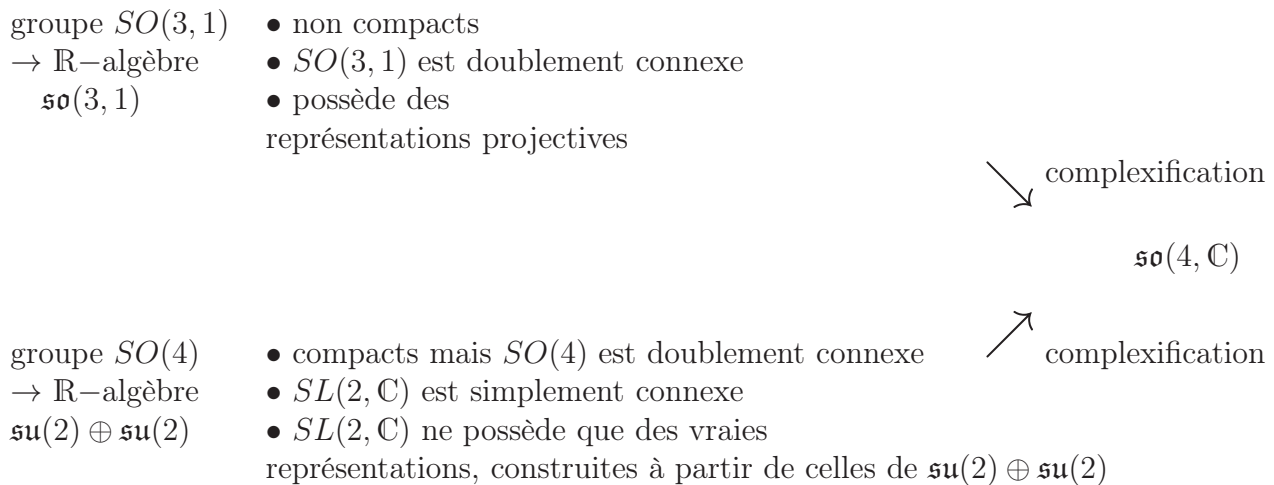 groupe SO(3, 1) • non compacts
→ ℝ−algèbre • SO(3, 1) est doublement connexe
𝔰𝔬(3, 1) • possède des
représentations projectives
complexification
𝔰𝔬(4, ℂ)
groupe SO(4) • compacts mais SO(4) est doublement connexe complexification
→ ℝ−algèbre • SL(2, ℂ) est simplement connexe
𝔰𝔲(2) ⊕ 𝔰𝔲(2) • SL(2, ℂ) ne possède que des vraies
représentations, construites à partir de celles de 𝔰𝔲(2) ⊕ 𝔰𝔲(2)